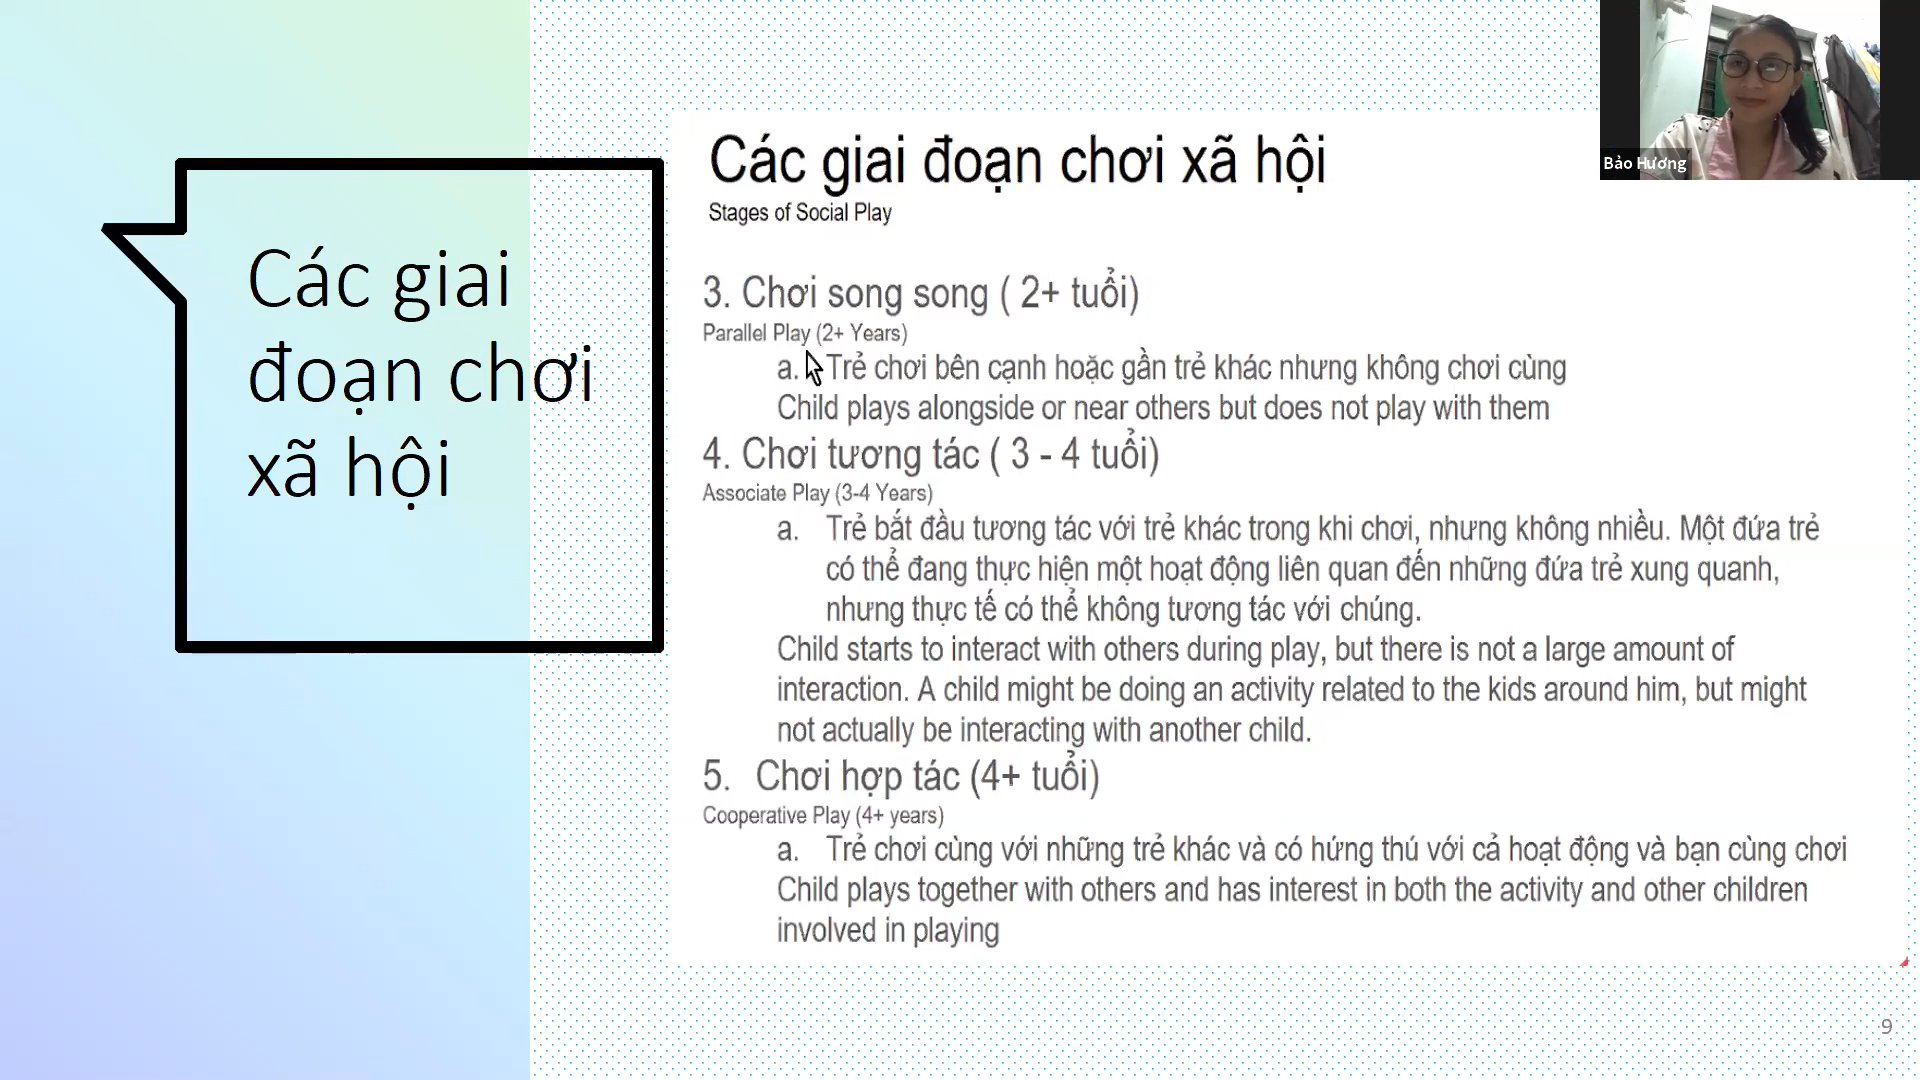 Các giai
đoạn chơi
xã hội
Các giai đoạn chơi xã hội
Stages of Social Play
3. Chơi song song ( 2+ tuổi)
Parallel Play (2+ Years)
a. Trẻ chơi bên cạnh hoặc gần trẻ khác nhưng không chơi cùng
Child plays alongside or near others but does not play with them
4. Chơi tương tác ( 3 - 4 tuổi)
Associate Play (3-4 Years)
a. Trẻ bắt đầu tương tác với trẻ khác trong khi chơi, nhưng không nhiều. Một đứa trẻ
có thể đang thực hiện một hoạt động liên quan đến những đứa trẻ xung quanh,
nhưng thực tế có thể không tương tác với chúng.
Child starts to interact with others during play, but there is not a large amount of
interaction. A child might be doing an activity related to the kids around him, but might
not actually be interacting with another child.
5. Chơi hợp tác (4+ tuổi)
Cooperative Play (4+ years)
a. Trẻ chơi cùng với những trẻ khác và có hứng thú với cả hoạt động và bạn cùng chơi
Child plays together with others and has interest in both the activity and other children
involved in playing
Bảo Hương
9